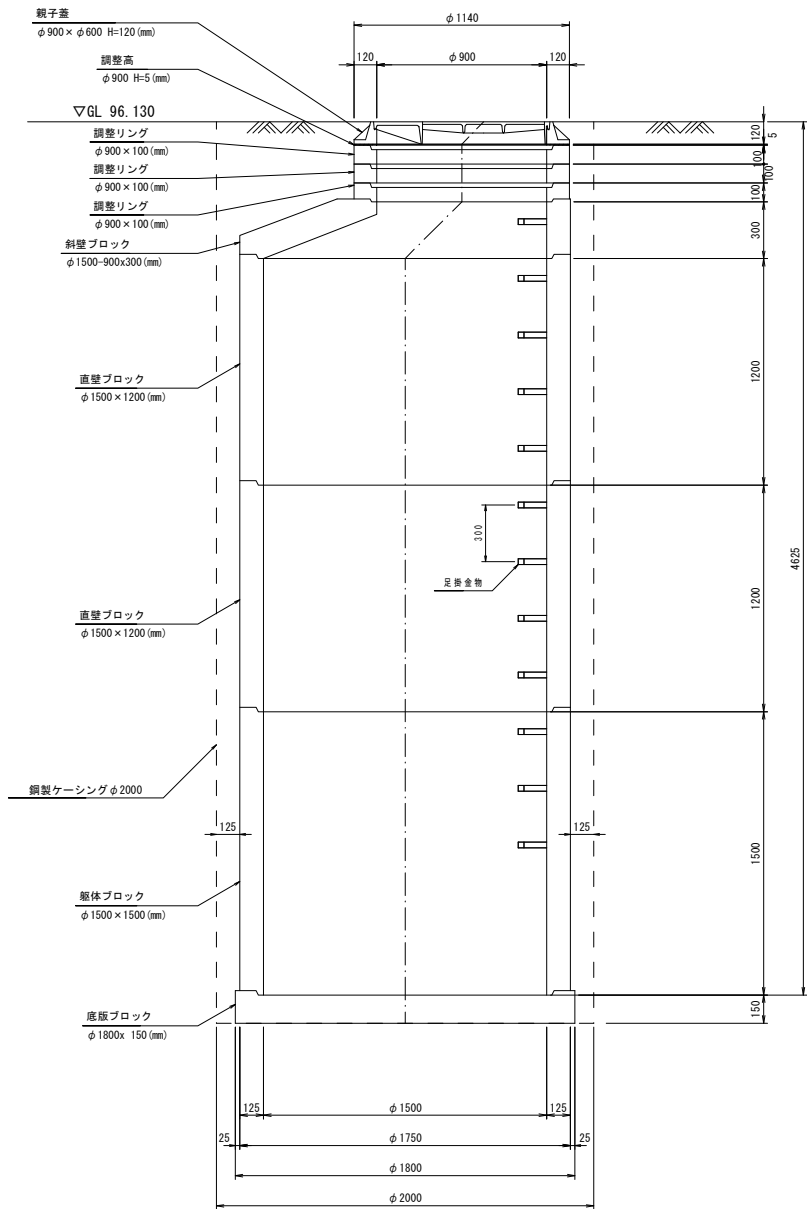 親子蓋
φ900×φ600 H=120(mm)
調整高
φ900 H=5(mm)
▽GL 96.130
調整リング
φ900×100(mm)
調整リング
φ900×100(mm)
調整リング
φ900×100(mm)
斜壁ブロック
φ1500-900x300(mm)
直壁ブロック
φ1500×1200(mm)
直壁ブロック
φ1500×1200(mm)
鋼製ケーシングφ2000
躯体ブロック
φ1500×1500(mm)
底版ブロック
φ1800x 150(mm)
φ1140
120
φ900
120
120
5
100
100
100
300
1200
1200
1500
150
4625
300
足掛金物
125
125
125
φ1500
125
25
φ1750
25
φ1800
φ2000